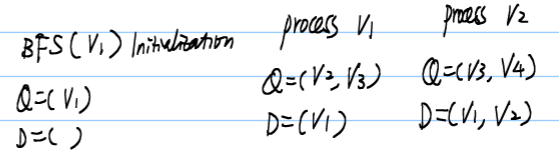 BFS(V1) Initialization
Q=(V1)
D=( )
process V1
Q=(V2, V3)
D=(V1)
process V2
Q=(V3, V4)
D=(V1, V2)